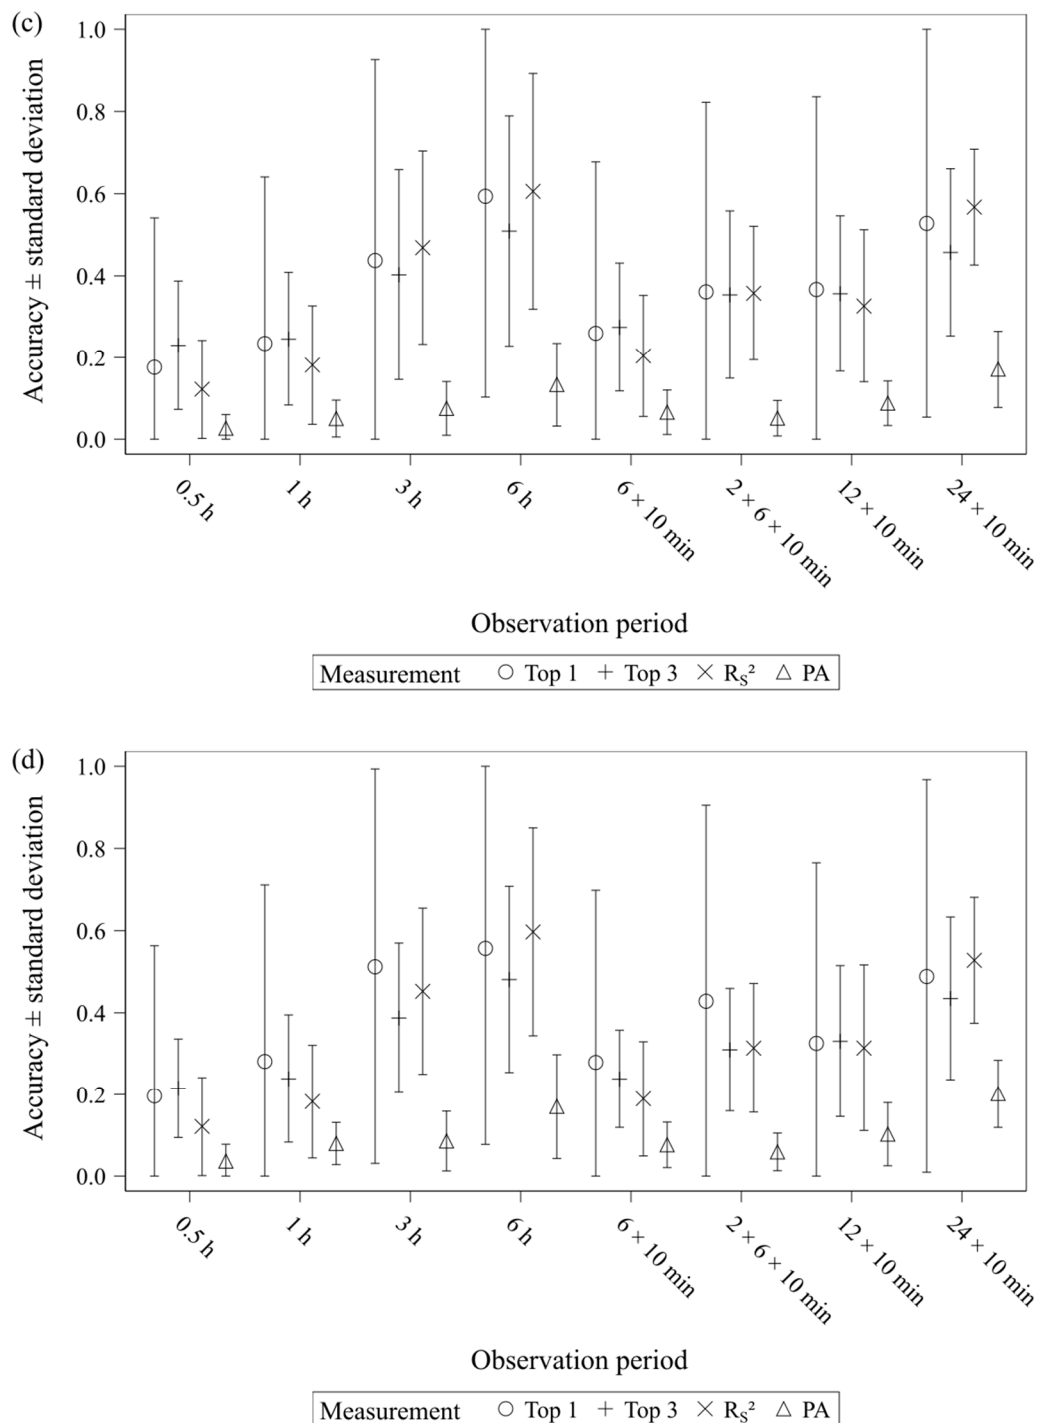 (c)
Accuracy ± standard deviation
1.0
0.8
0.6
0.4
0.2
0.0
0.5 h
1 h
3 h
6 h
6 × 10 min
2 × 6 × 10 min
12 × 10 min
24 × 10 min
Observation period
Measurement ○ Top 1 + Top 3 × R_S² △ PA
(d)
Accuracy ± standard deviation
1.0
0.8
0.6
0.4
0.2
0.0
0.5 h
1 h
3 h
6 h
6 × 10 min
2 × 6 × 10 min
12 × 10 min
24 × 10 min
Observation period
Measurement ○ Top 1 + Top 3 × R_S² △ PA